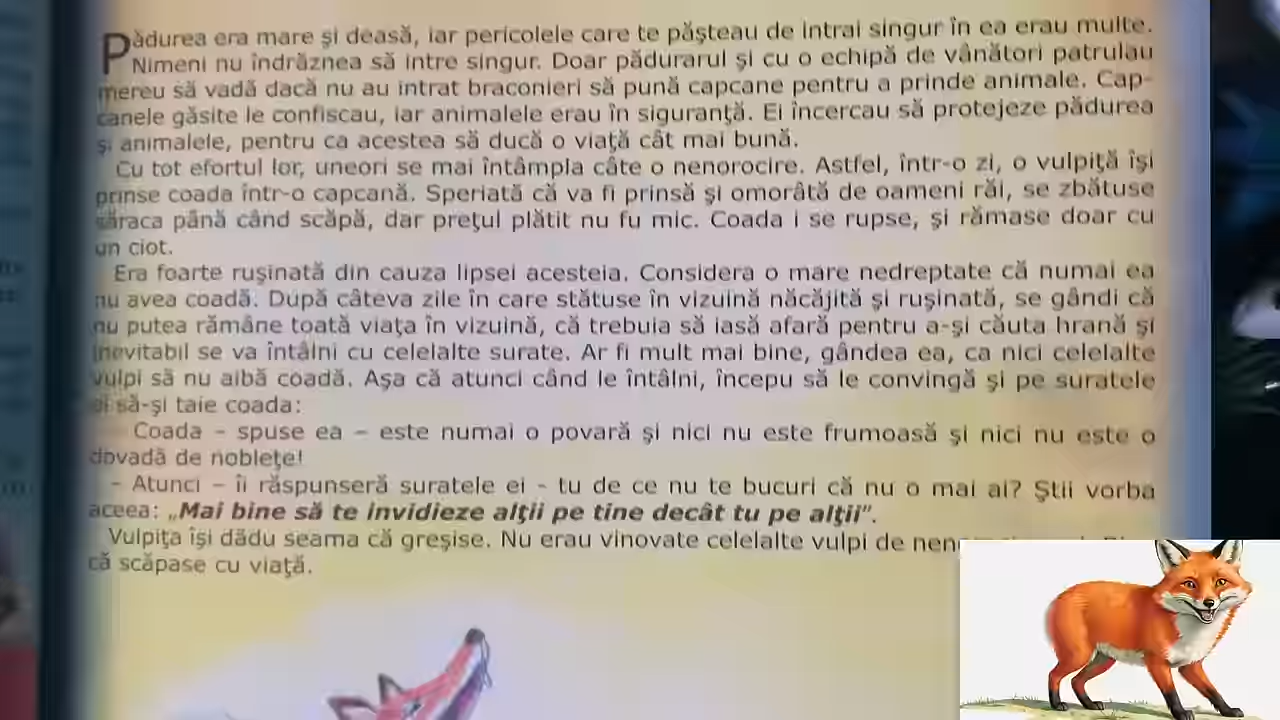 Pădurea era mare şi deasă, iar pericolele care te păşteau de intrai singur în ea erau multe.
Nimeni nu îndrăznea să intre singur. Doar pădurarul şi cu o echipă de vânători patrulau
mereu să vadă dacă nu au intrat braconieri să pună capcane pentru a prinde animale. Cap-
canele găsite le confiscau, iar animalele erau în siguranţă. Ei încercau să protejeze pădurea
şi animalele, pentru ca acestea să ducă o viaţă cât mai bună.
Cu tot efortul lor, uneori se mai întâmpla câte o nenorocire. Astfel, într-o zi, o vulpiţă îşi
prinse coada într-o capcană. Speriată că va fi prinsă şi omorâtă de oameni răi, se zbătuse
săraca până când scăpă, dar preţul plătit nu fu mic. Coada i se rupse, şi rămase doar cu
un ciot.
Era foarte ruşinată din cauza lipsei acesteia. Considera o mare nedreptate că numai ea
nu avea coadă. După câteva zile în care stătuse în vizuină năcăjită şi ruşinată, se gândi că
nu putea rămâne toată viaţa în vizuină, că trebuia să iasă afară pentru a-şi căuta hrană şi
inevitabil se va întâlni cu celelalte surate. Ar fi mult mai bine, gândea ea, ca nici celelalte
vulpi să nu aibă coadă. Aşa că atunci când le întâlni, începu să le convingă şi pe suratele
ei să-şi taie coada:
Coada – spuse ea – este numai o povară şi nici nu este frumoasă şi nici nu este o
dovadă de nobleţe!
– Atunci – îi răspunseră suratele ei – tu de ce nu te bucuri că nu o mai ai? Ştii vorba
aceea: „Mai bine să te invidieze alţii pe tine decât tu pe alţii”.
Vulpiţa îşi dădu seama că greşise. Nu erau vinovate celelalte vulpi de
că scăpase cu viaţă.